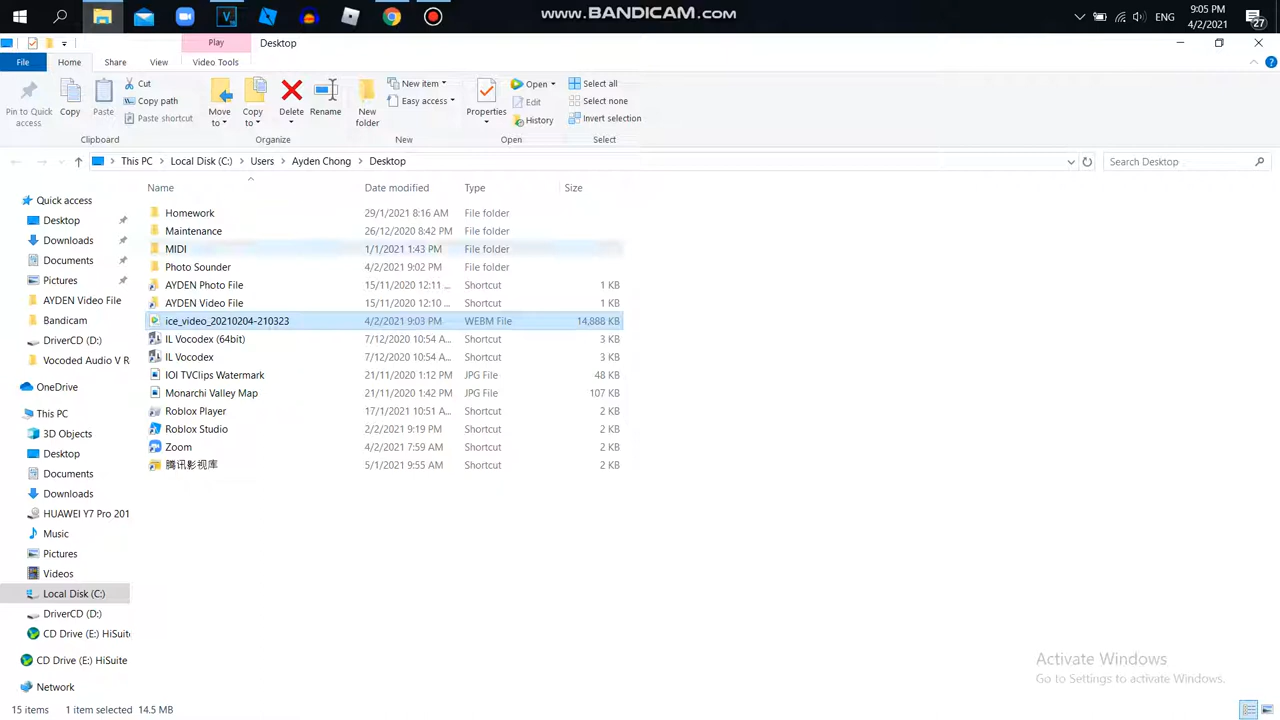 www.BANDICAM.com
ENG
9:05 PM
4/2/2021
27
Play
Desktop
File
Home
Share
View
Video Tools
Pin to Quick access
Copy
Paste
Cut
Copy path
Paste shortcut
Move to
Copy to
Delete
Rename
New folder
New item
Easy access
Properties
Open
Edit
History
Select all
Select none
Invert selection
Clipboard
Organize
New
Open
Select
This PC
Local Disk (C:)
Users
Ayden Chong
Desktop
Search Desktop
Name
Date modified
Type
Size
Quick access
Desktop
Downloads
Documents
Pictures
AYDEN Video File
Bandicam
DriverCD (D:)
Vocoded Audio V R
OneDrive
This PC
3D Objects
Desktop
Documents
Downloads
HUAWEI Y7 Pro 201
Music
Pictures
Videos
Local Disk (C:)
DriverCD (D:)
CD Drive (E:) HiSuite
CD Drive (E:) HiSuite
Network
Homework 29/1/2021 8:16 AM File folder
Maintenance 26/12/2020 8:42 PM File folder
MIDI 1/1/2021 1:43 PM File folder
Photo Sounder 4/2/2021 9:02 PM File folder
AYDEN Photo File 15/11/2020 12:11 ... Shortcut 1 KB
AYDEN Video File 15/11/2020 12:10 ... Shortcut 1 KB
ice_video_20210204-210323 4/2/2021 9:03 PM WEBM File 14,888 KB
IL Vocodex (64bit) 7/12/2020 10:54 A... Shortcut 3 KB
IL Vocodex 7/12/2020 10:54 A... Shortcut 3 KB
IOI TVClips Watermark 21/11/2020 1:12 PM JPG File 48 KB
Monarchi Valley Map 21/11/2020 1:42 PM JPG File 107 KB
Roblox Player 17/1/2021 10:51 A... Shortcut 2 KB
Roblox Studio 2/2/2021 9:19 PM Shortcut 2 KB
Zoom 4/2/2021 7:59 AM Shortcut 2 KB
腾讯影视库 5/1/2021 9:55 AM Shortcut 2 KB
Activate Windows
Go to Settings to activate Windows.
15 items
1 item selected
14.5 MB